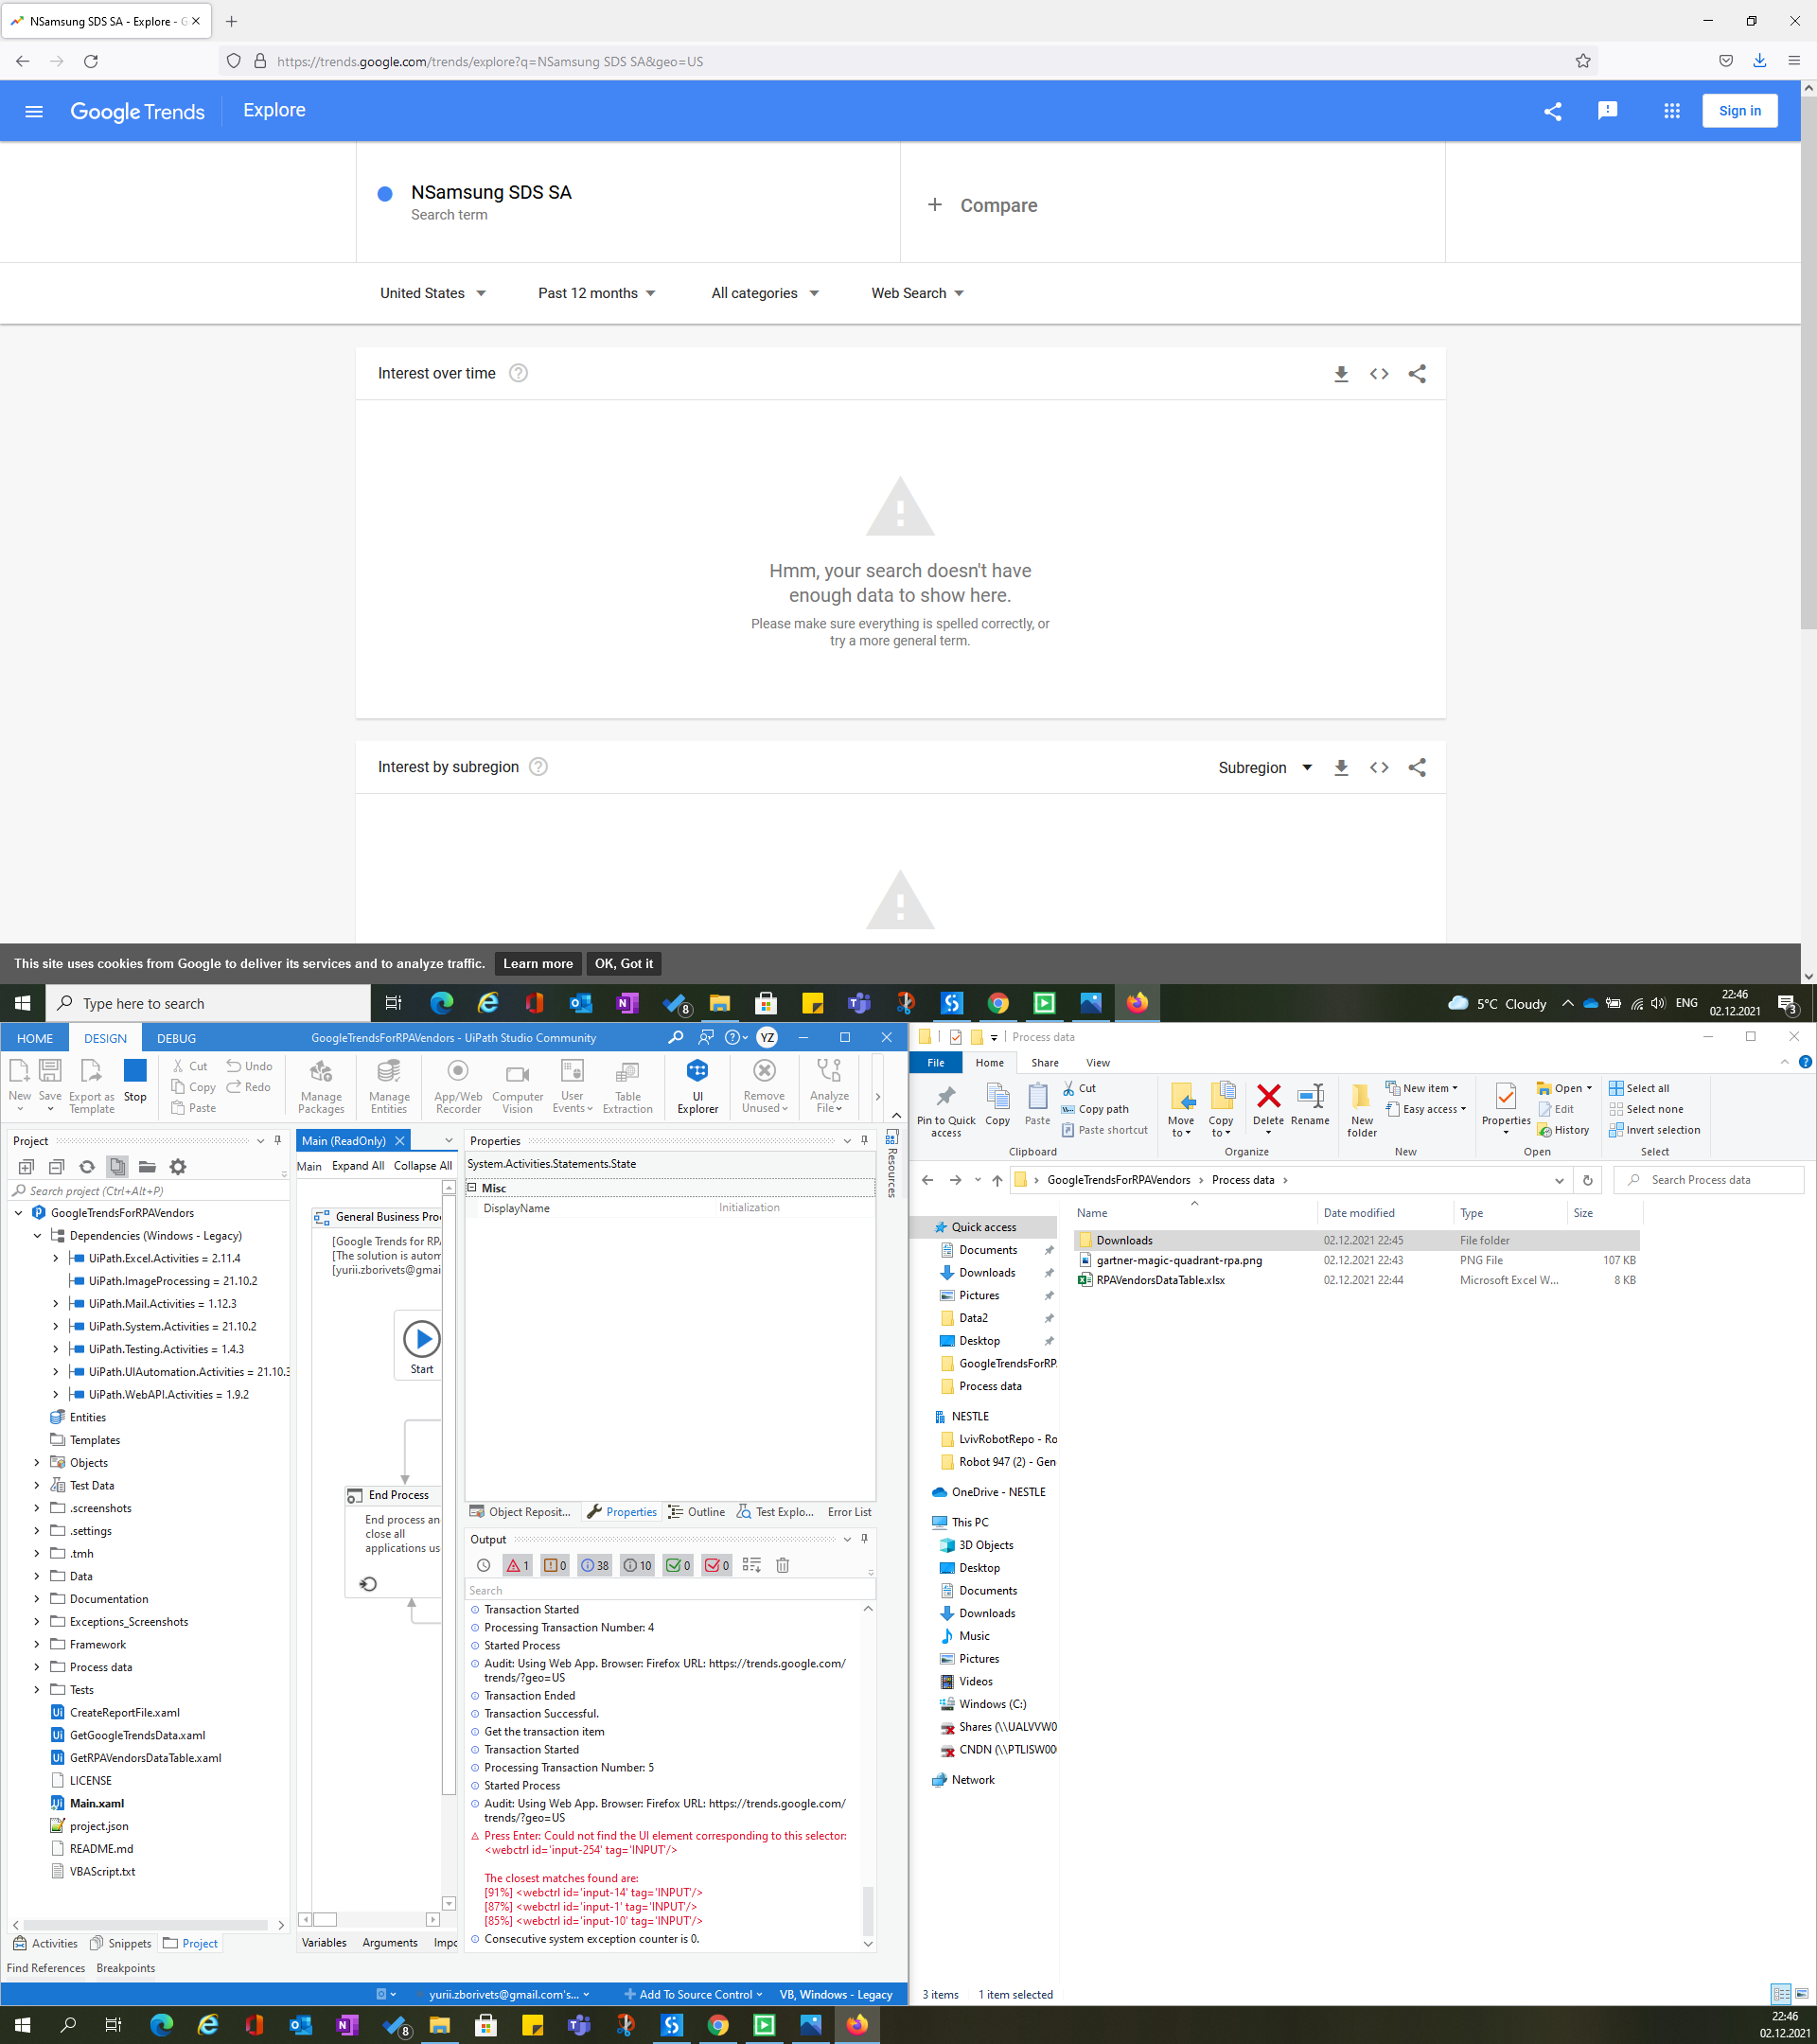 NSamsung SDS SA - Explore - G
https://trends.google.com/trends/explore?q=NSamsung SDS SA&geo=US
Google Trends
Explore
Sign in
NSamsung SDS SA
Search term
+ Compare
United States
Past 12 months
All categories
Web Search
Interest over time
Hmm, your search doesn't have
enough data to show here.
Please make sure everything is spelled correctly, or
try a more general term.
Interest by subregion
Subregion
This site uses cookies from Google to deliver its services and to analyze traffic.
Learn more
OK, Got it
Type here to search
8
5°C Cloudy
ENG
22:46
02.12.2021
3
HOME
DESIGN
DEBUG
GoogleTrendsForRPAVendors - UiPath Studio Community
YZ
New
Save
Export as
Template
Stop
Cut
Copy
Paste
Undo
Redo
Manage
Packages
Manage
Entities
App/Web
Recorder
Computer
Vision
User
Events
Table
Extraction
UI
Explorer
Remove
Unused
Analyze
File
Project
Search project (Ctrl+Alt+P)
GoogleTrendsForRPAVendors
Dependencies (Windows - Legacy)
UiPath.Excel.Activities = 2.11.4
UiPath.ImageProcessing = 21.10.2
UiPath.Mail.Activities = 1.12.3
UiPath.System.Activities = 21.10.2
UiPath.Testing.Activities = 1.4.3
UiPath.UIAutomation.Activities = 21.10.3
UiPath.WebAPI.Activities = 1.9.2
Entities
Templates
Objects
Test Data
.screenshots
.settings
.tmh
Data
Documentation
Exceptions_Screenshots
Framework
Process data
Tests
CreateReportFile.xaml
GetGoogleTrendsData.xaml
GetRPAVendorsDataTable.xaml
LICENSE
Main.xaml
project.json
README.md
VBAScript.txt
Activities
Snippets
Project
Find References
Breakpoints
Main (ReadOnly)
Main
Expand All
Collapse All
General Business Proc
[Google Trends for RPA
[The solution is autom
[yurii.zborivets@gmai
Start
End Process
End process an
close all
applications us
Variables
Arguments
Impo
Properties
System.Activities.Statements.State
Misc
DisplayName
Initialization
Resources
Object Reposit...
Properties
Outline
Test Explo...
Error List
Output
1
0
38
10
0
0
Search
Transaction Started
Processing Transaction Number: 4
Started Process
Audit: Using Web App. Browser: Firefox URL: https://trends.google.com/
trends/?geo=US
Transaction Ended
Transaction Successful.
Get the transaction item
Transaction Started
Processing Transaction Number: 5
Started Process
Audit: Using Web App. Browser: Firefox URL: https://trends.google.com/
trends/?geo=US
Press Enter: Could not find the UI element corresponding to this selector:
<webctrl id='input-254' tag='INPUT'/>
The closest matches found are:
[91%] <webctrl id='input-14' tag='INPUT'/>
[87%] <webctrl id='input-1' tag='INPUT'/>
[85%] <webctrl id='input-10' tag='INPUT'/>
Consecutive system exception counter is 0.
yurii.zborivets@gmail.com's...
Add To Source Control
VB, Windows - Legacy
Process data
File
Home
Share
View
Pin to Quick
access
Copy
Paste
Cut
Copy path
Paste shortcut
Move
to
Copy
to
Delete
Rename
New
folder
New item
Easy access
Properties
Open
Edit
History
Select all
Select none
Invert selection
Clipboard
Organize
New
Open
Select
GoogleTrendsForRPAVendors
Process data
Search Process data
Name
Date modified
Type
Size
Downloads
02.12.2021 22:45
File folder
gartner-magic-quadrant-rpa.png
02.12.2021 22:43
PNG File
107 KB
RPAVendorsDataTable.xlsx
02.12.2021 22:44
Microsoft Excel W...
8 KB
Quick access
Documents
Downloads
Pictures
Data2
Desktop
GoogleTrendsForRP
Process data
NESTLE
LvivRobotRepo - Ro
Robot 947 (2) - Gen
OneDrive - NESTLE
This PC
3D Objects
Desktop
Documents
Downloads
Music
Pictures
Videos
Windows (C:)
Shares (\\UALVVW0
CNDN (\\PTLISW00
Network
3 items
1 item selected
8
22:46
02.12.2021